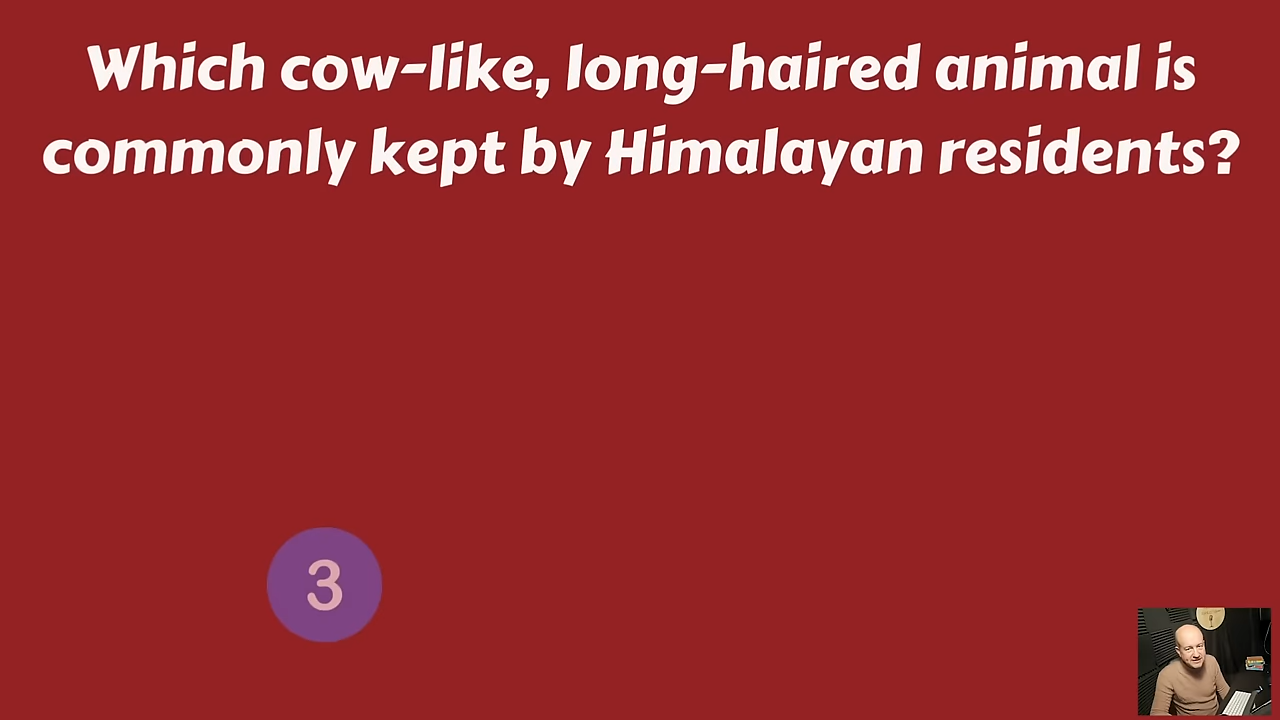 Which cow-like, long-haired animal is
commonly kept by Himalayan residents?
3